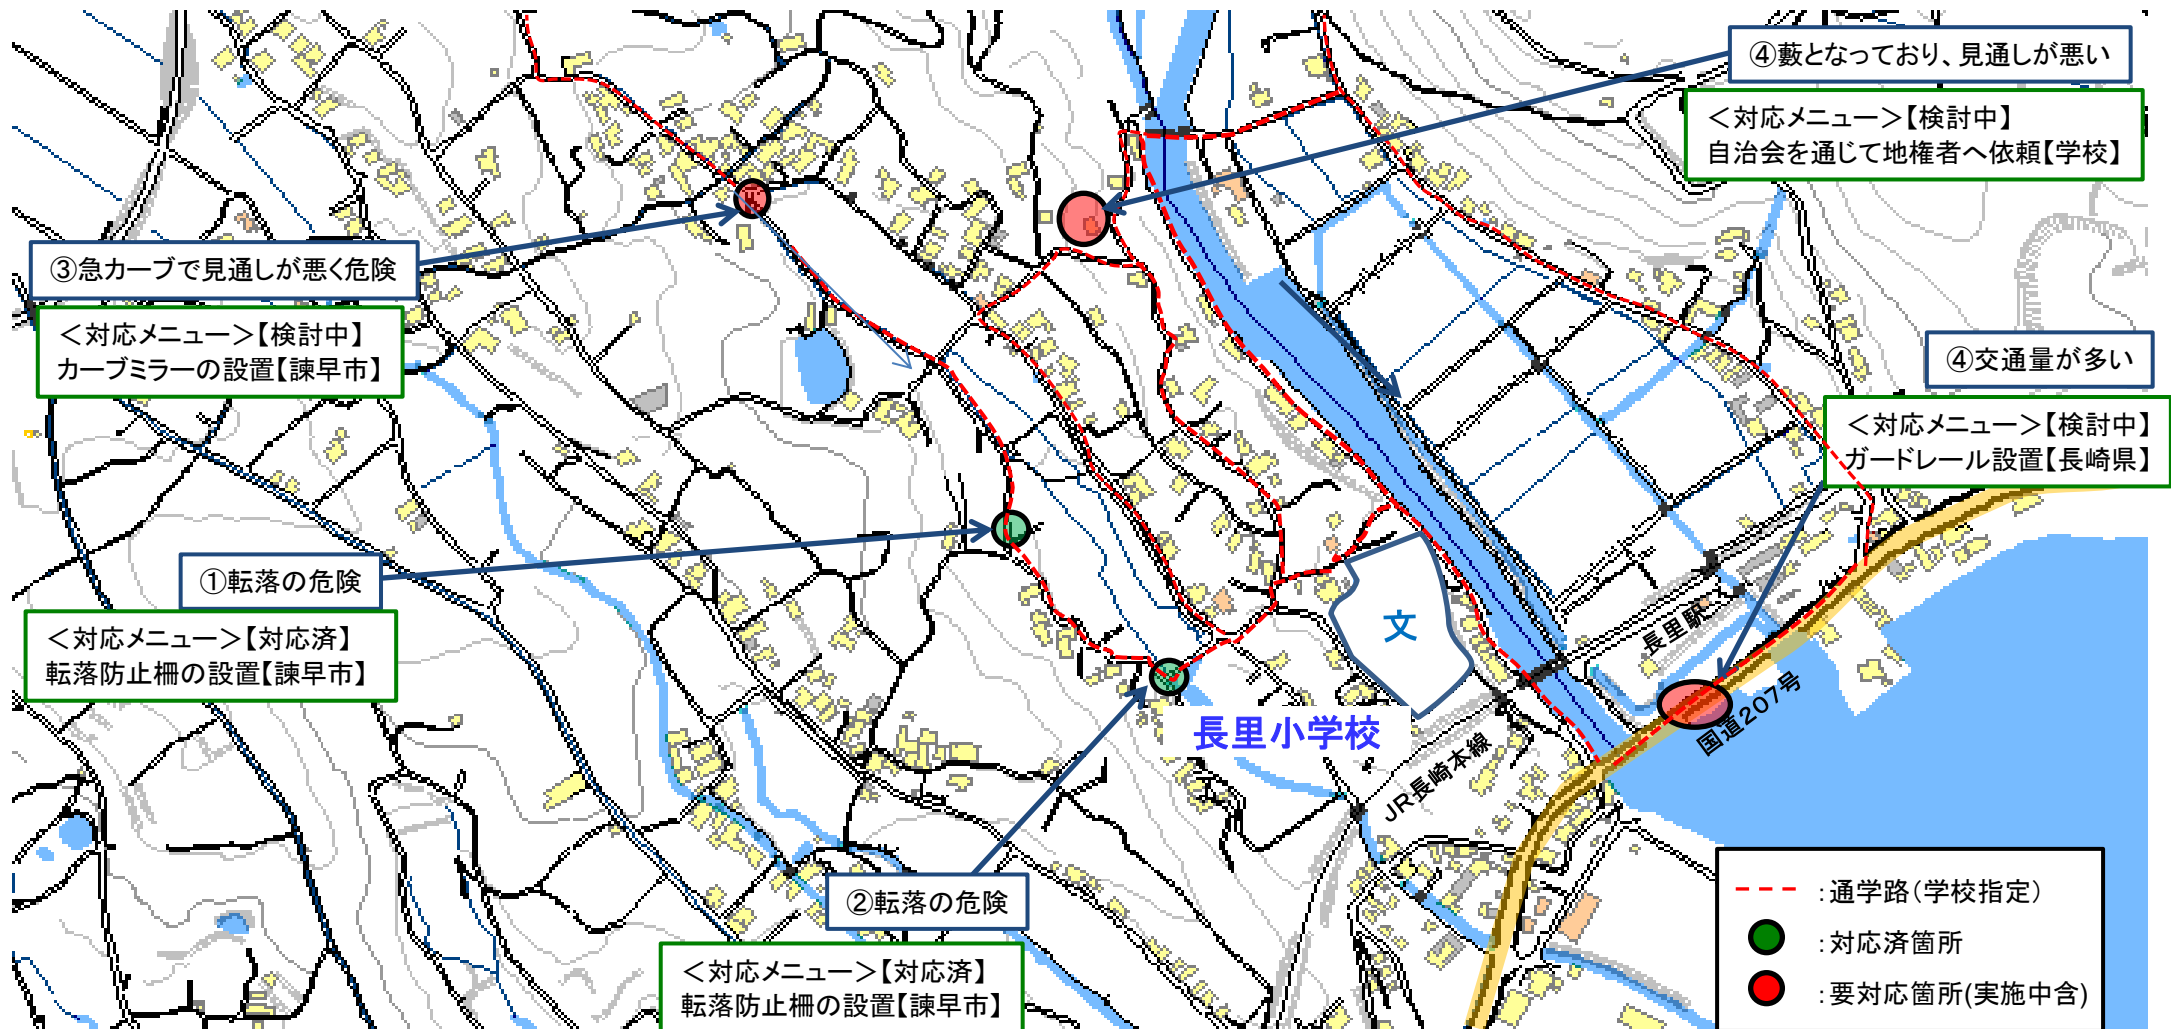 ④藪となっており、見通しが悪い
＜対応メニュー＞【検討中】
自治会を通じて地権者へ依頼【学校】
③急カーブで見通しが悪く危険
＜対応メニュー＞【検討中】
カーブミラーの設置【諫早市】
④交通量が多い
＜対応メニュー＞【検討中】
ガードレール設置【長崎県】
①転落の危険
＜対応メニュー＞【対応済】
転落防止柵の設置【諫早市】
文
長里駅
国道207号
長里小学校
JR長崎本線
②転落の危険
＜対応メニュー＞【対応済】
転落防止柵の設置【諫早市】
：通学路（学校指定）
：対応済箇所
：要対応箇所(実施中含)